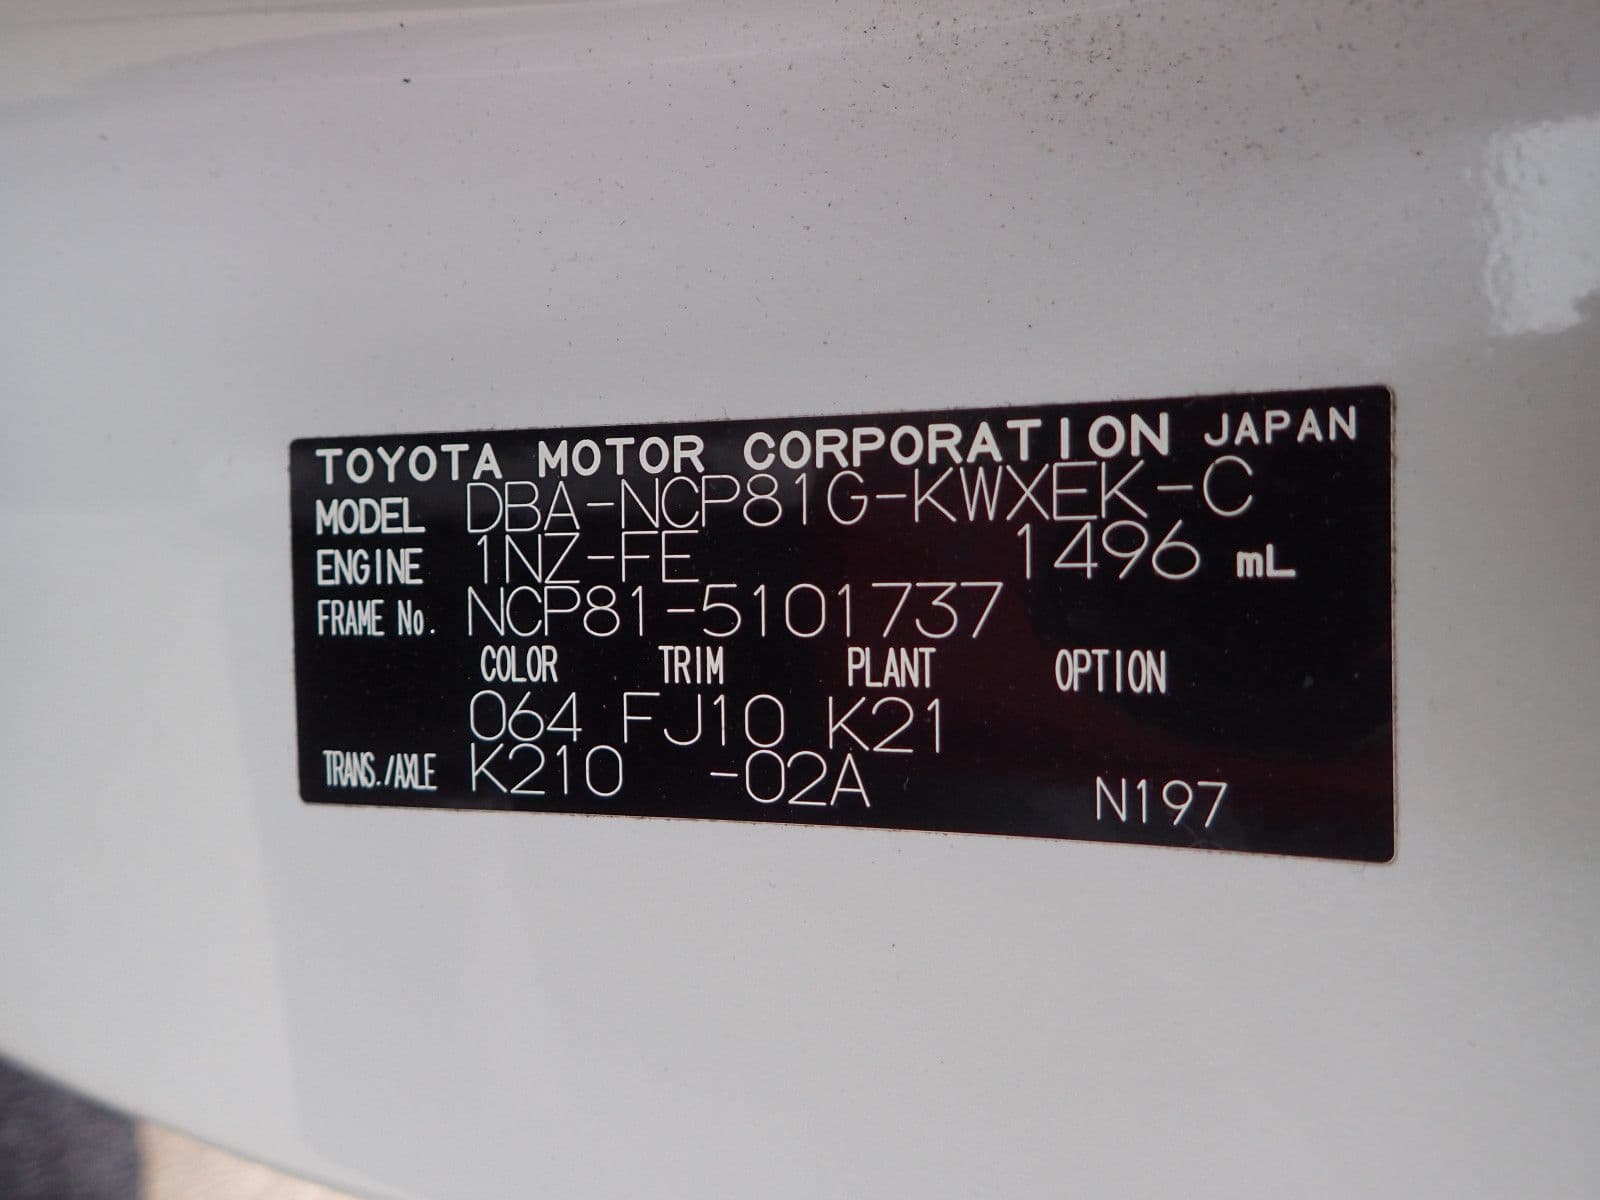 TOYOTA MOTOR CORPORATION JAPAN
MODEL DBA-NCP81G-KWXEK-C
ENGINE 1NZ-FE 1496 mL
FRAME No. NCP81-5101737
COLOR TRIM PLANT OPTION
064 FJ10 K21
TRANS./AXLE K210 -02A N197